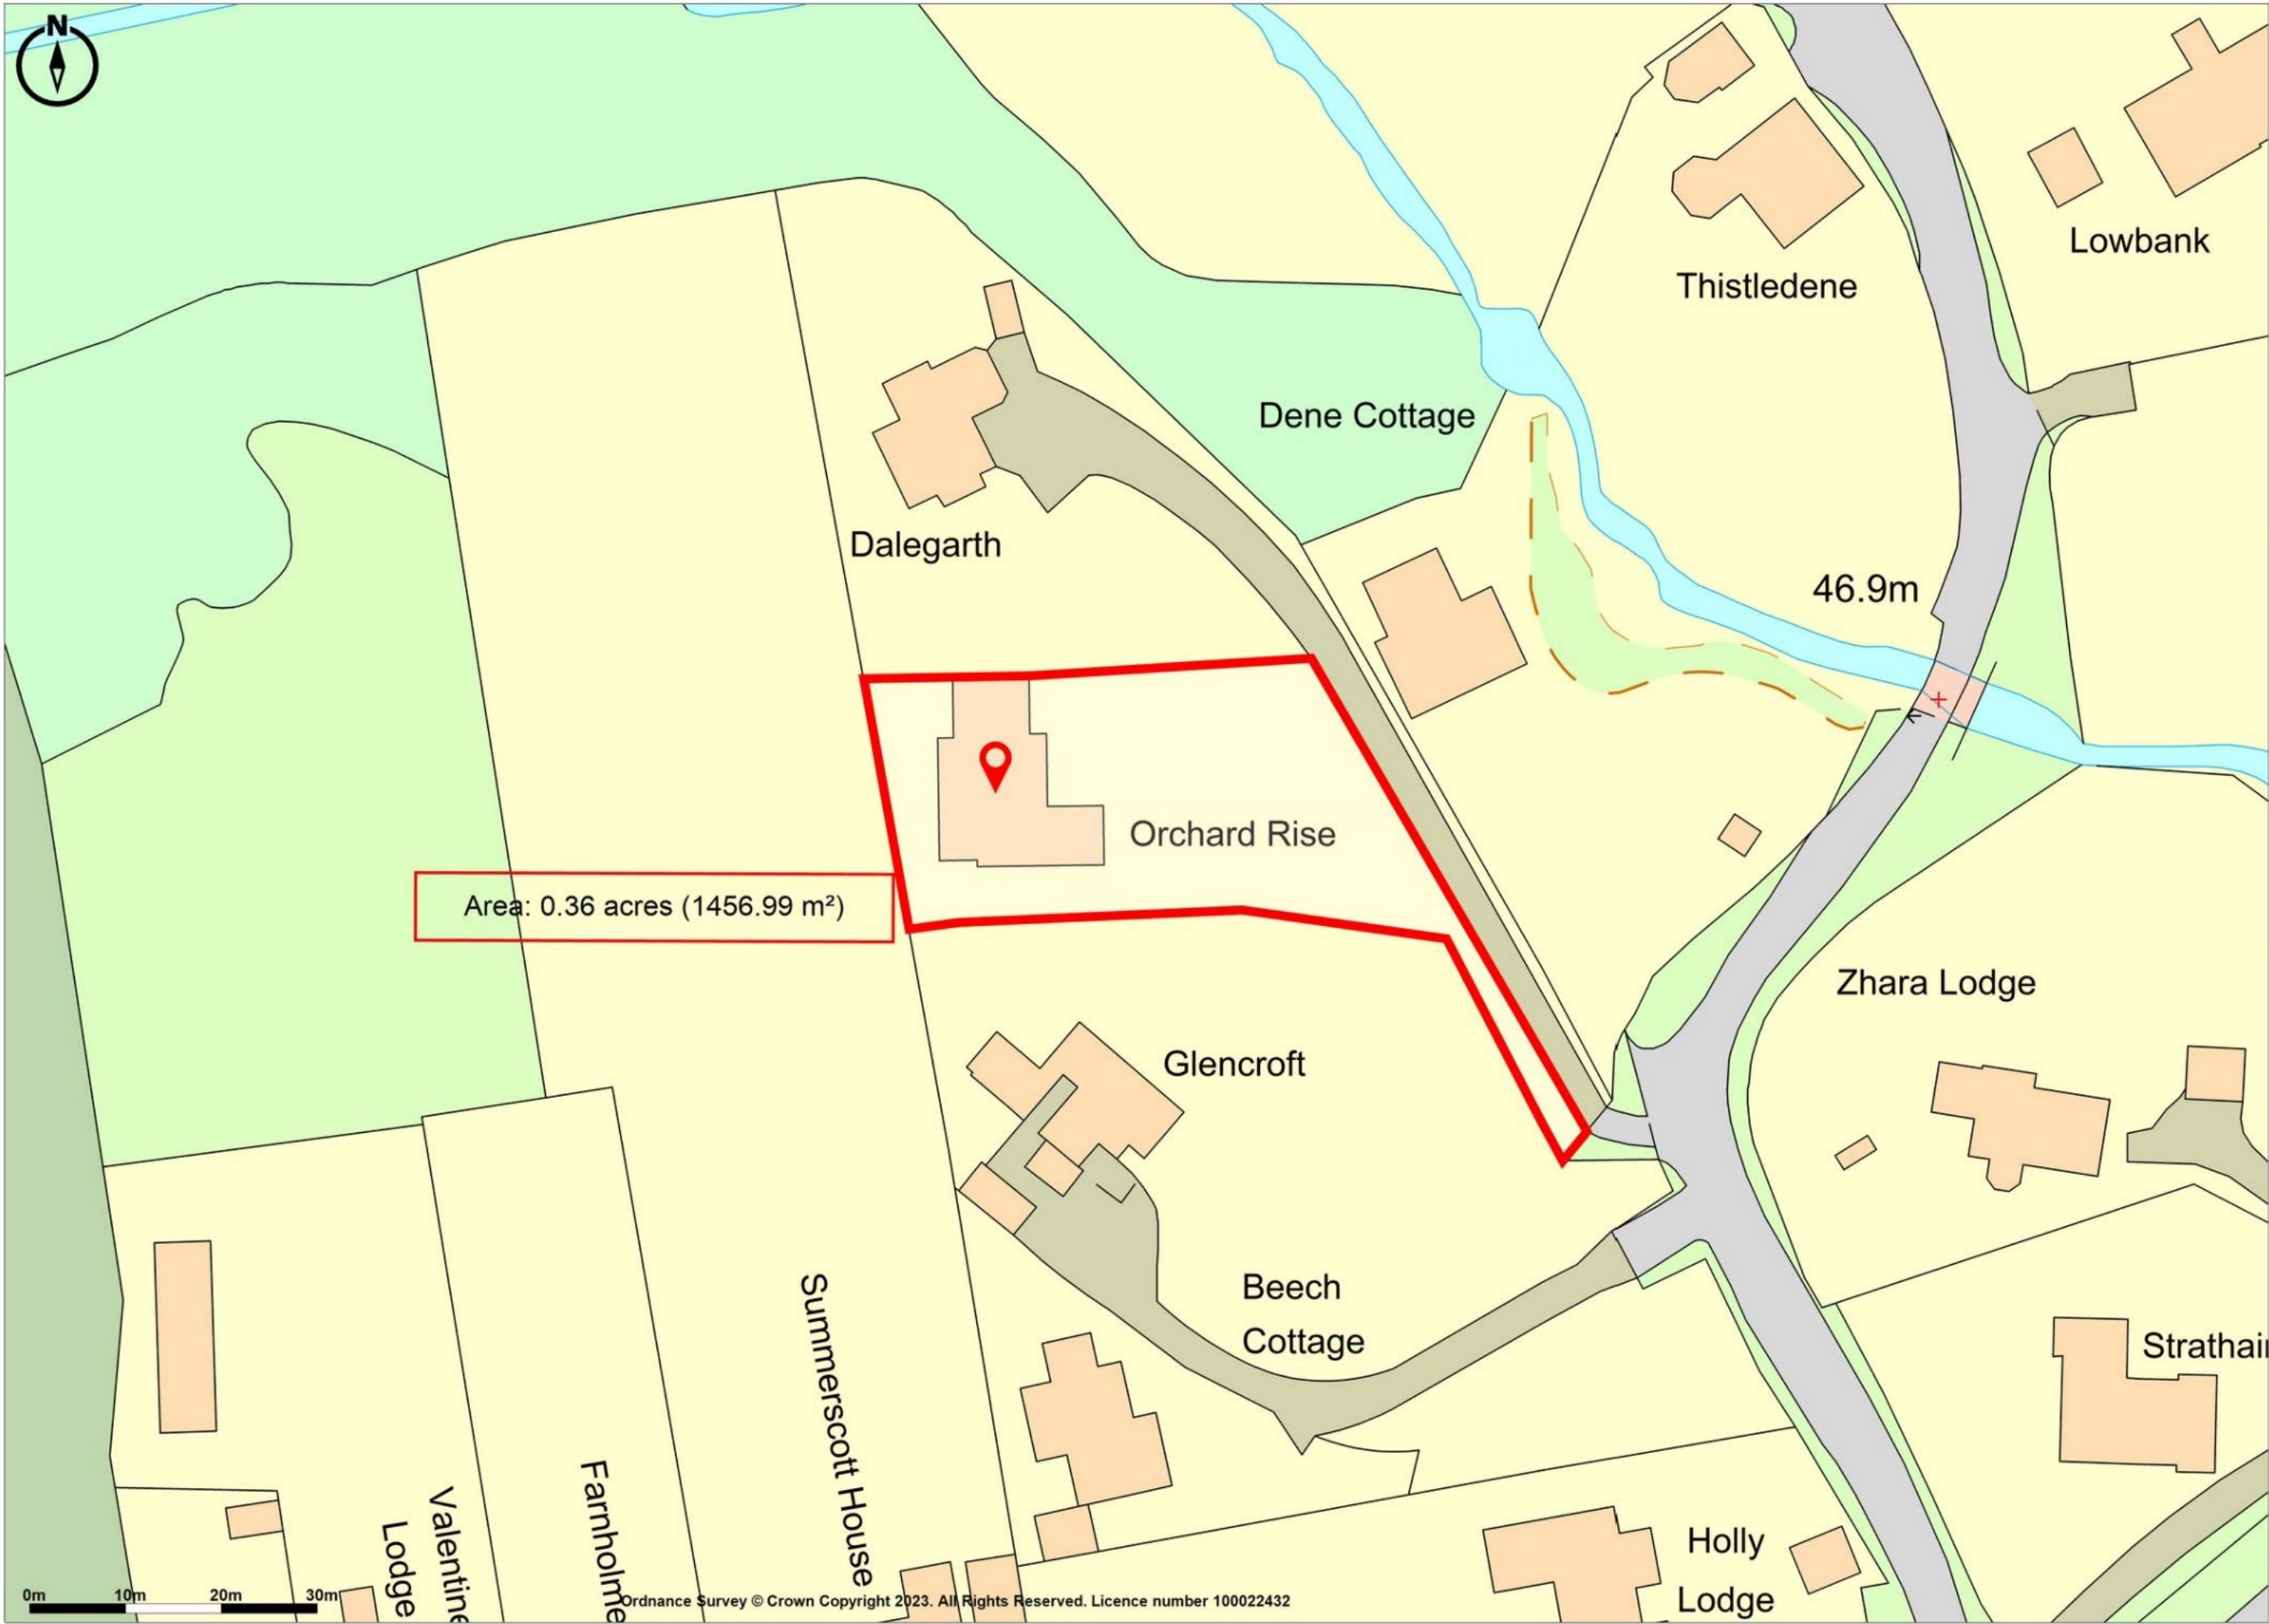 N
Lowbank
Thistledene
Dene Cottage
Dalegarth
46.9m
Orchard Rise
Area: 0.36 acres (1456.99 m²)
Zhara Lodge
Glencroft
Beech
Cottage
Summerscott House
Strathair
Farnholme
Valentine
Lodge
Holly
Lodge
0m 10m 20m 30m
Ordnance Survey © Crown Copyright 2023. All Rights Reserved. Licence number 100022432